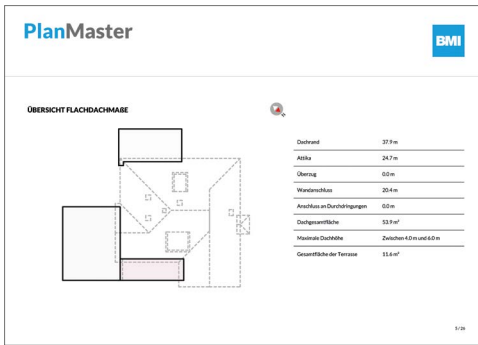 PlanMaster
BMI
ÜBERSICHT FLACHDACHMAßE
Dachrand 37.9 m
Attika 24.7 m
Überzug 0.0 m
Wandanschluss 20.4 m
Anschluss an Durchdringungen 0.0 m
Dachgesamtfläche 53.9 m²
Maximale Dachhöhe Zwischen 4.0 m und 6.0 m
Gesamtfläche der Terrasse 11.6 m²
5 / 26